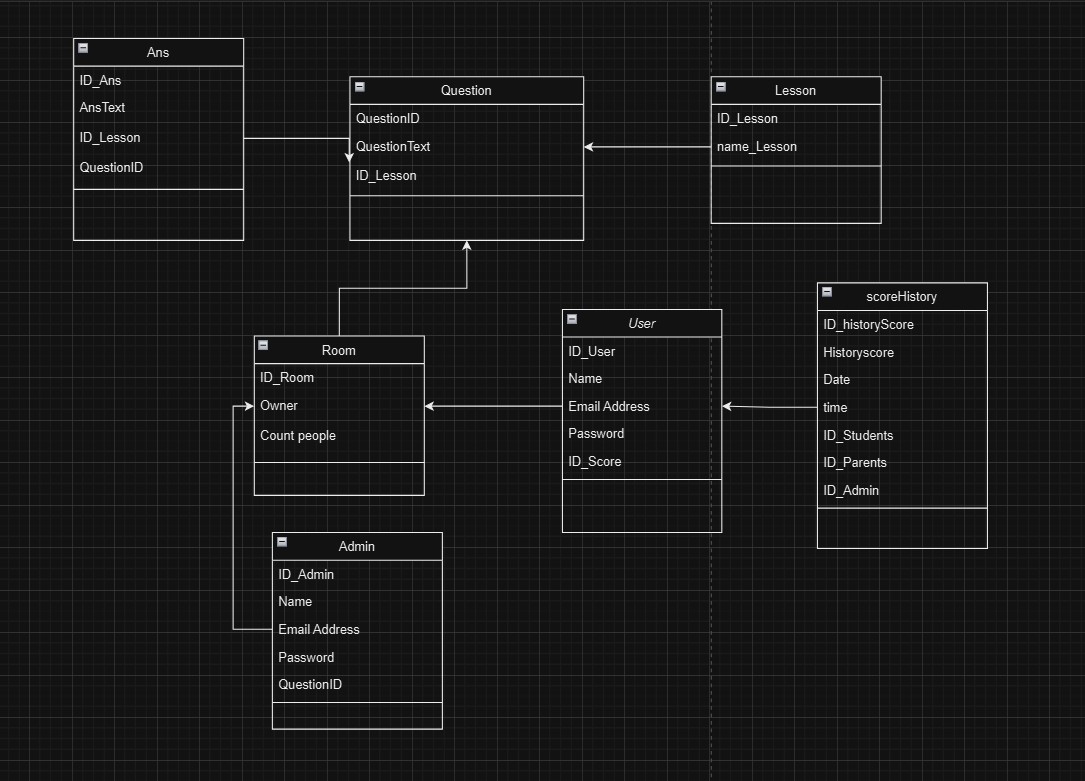 Ans
ID_Ans
AnsText
ID_Lesson
QuestionID
Question
QuestionID
QuestionText
ID_Lesson
Lesson
ID_Lesson
name_Lesson
scoreHistory
ID_historyScore
Historyscore
Date
time
ID_Students
ID_Parents
ID_Admin
User
ID_User
Name
Email Address
Password
ID_Score
Room
ID_Room
Owner
Count people
Admin
ID_Admin
Name
Email Address
Password
QuestionID